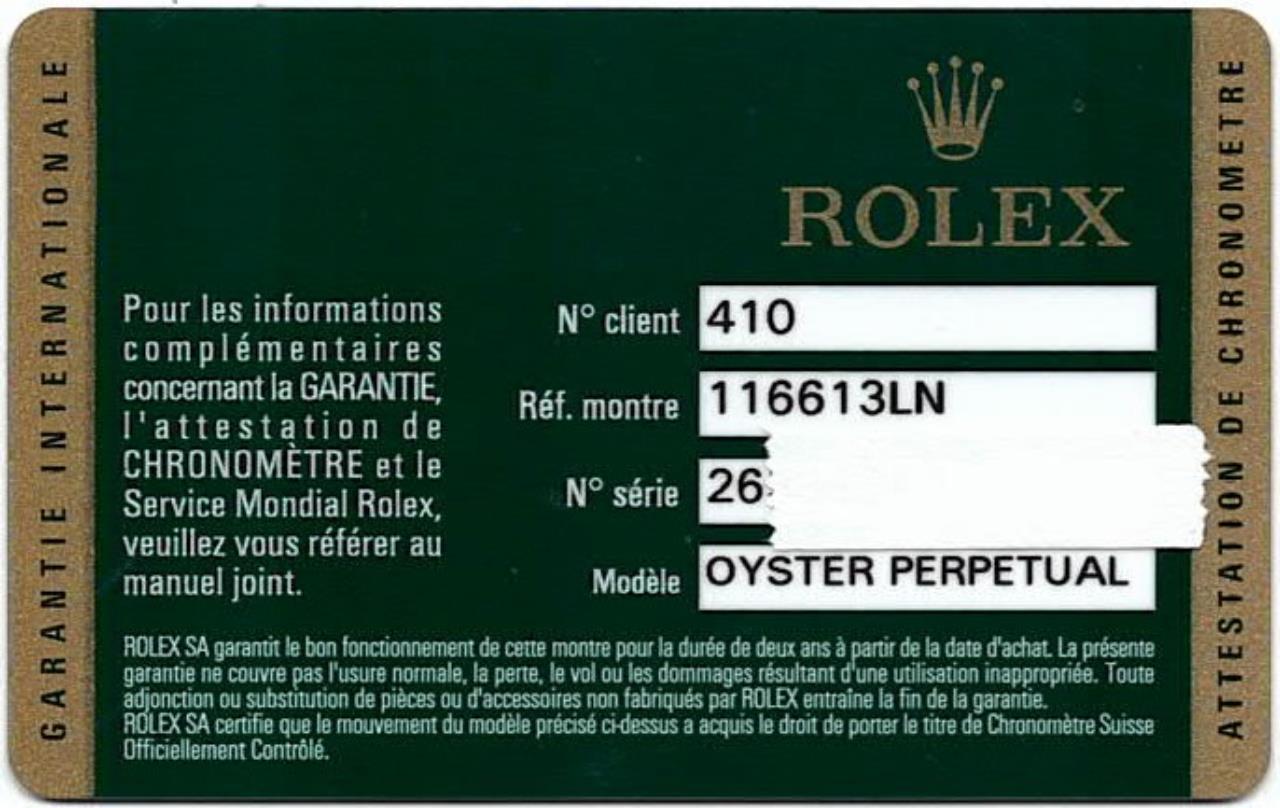 GARANTIE INTERNATIONALE
ROLEX
Pour les informations
complémentaires
concernant la GARANTIE,
l'attestation de
CHRONOMÈTRE et le
Service Mondial Rolex,
veuillez vous référer au
manuel joint.
N° client 410
Réf. montre 116613LN
N° série 26
Modèle OYSTER PERPETUAL
ROLEX SA garantit le bon fonctionnement de cette montre pour la durée de deux ans à partir de la date d'achat. La présente
garantie ne couvre pas l'usure normale, la perte, le vol ou les dommages résultant d'une utilisation inappropriée. Toute
adjonction ou substitution de pièces ou d'accessoires non fabriqués par ROLEX entraîne la fin de la garantie.
ROLEX SA certifie que le mouvement du modèle précisé ci-dessus a acquis le droit de porter le titre de Chronomètre Suisse
Officiellement Contrôlé.
ATTESTATION DE CHRONOMETRE